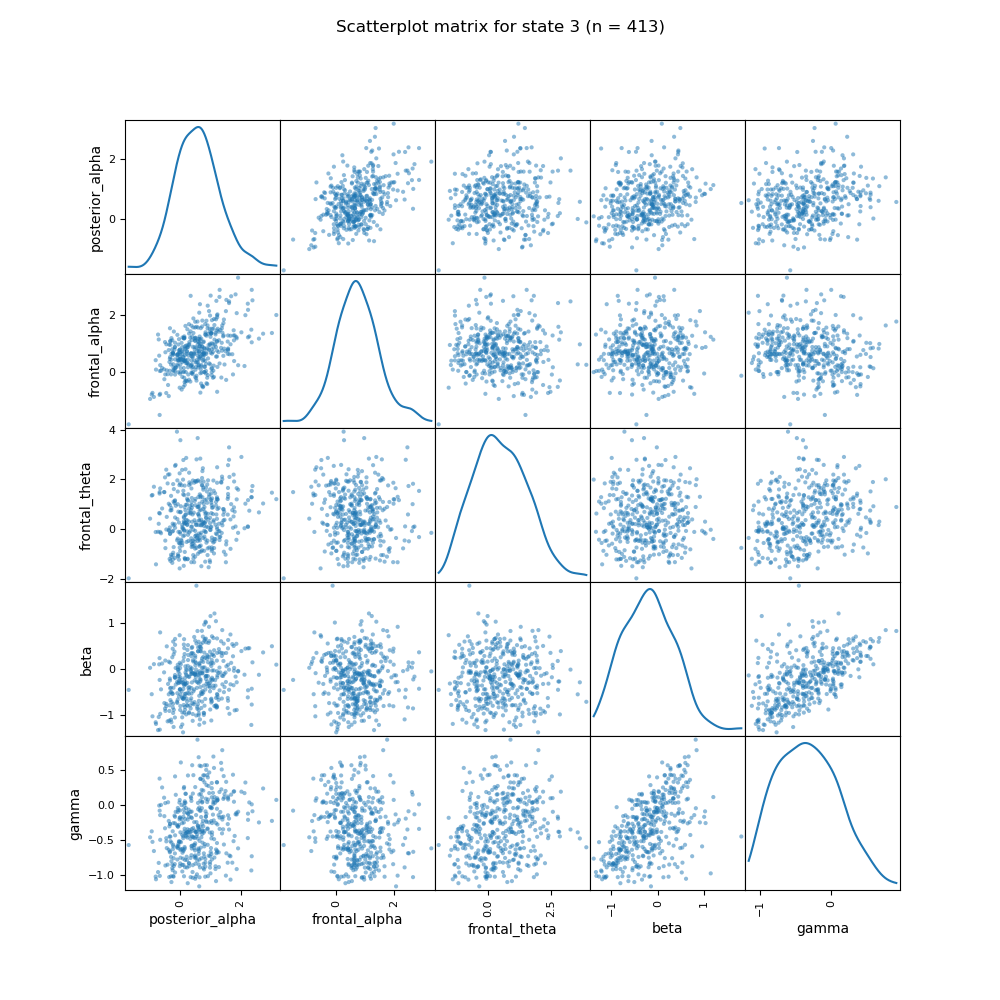 Scatterplot matrix for state 3 (n = 413)
posterior_alpha
2
0
frontal_alpha
2
0
frontal_theta
4
2
0
−2
beta
1
0
−1
gamma
0.5
0.0
−0.5
−1.0
0
2
0
2
0.0
2.5
−1
0
1
−1
0
posterior_alpha
frontal_alpha
frontal_theta
beta
gamma